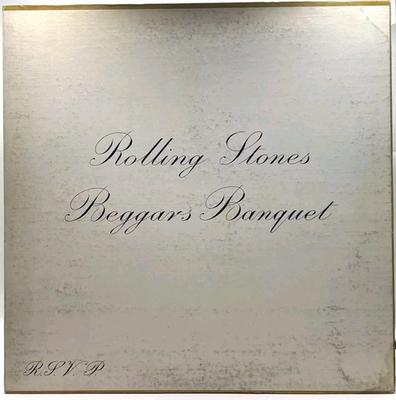 Rolling Stones
Beggars Banquet
R.S.V.P